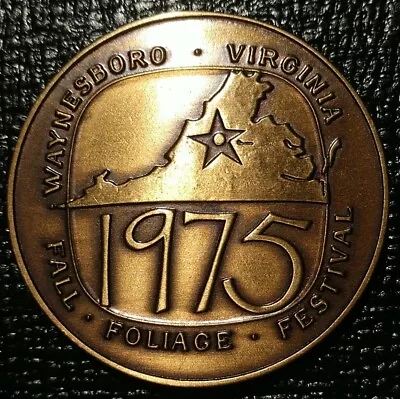 WAYNESBORO · VIRGINIA
1975
FALL · FOLIAGE · FESTIVAL